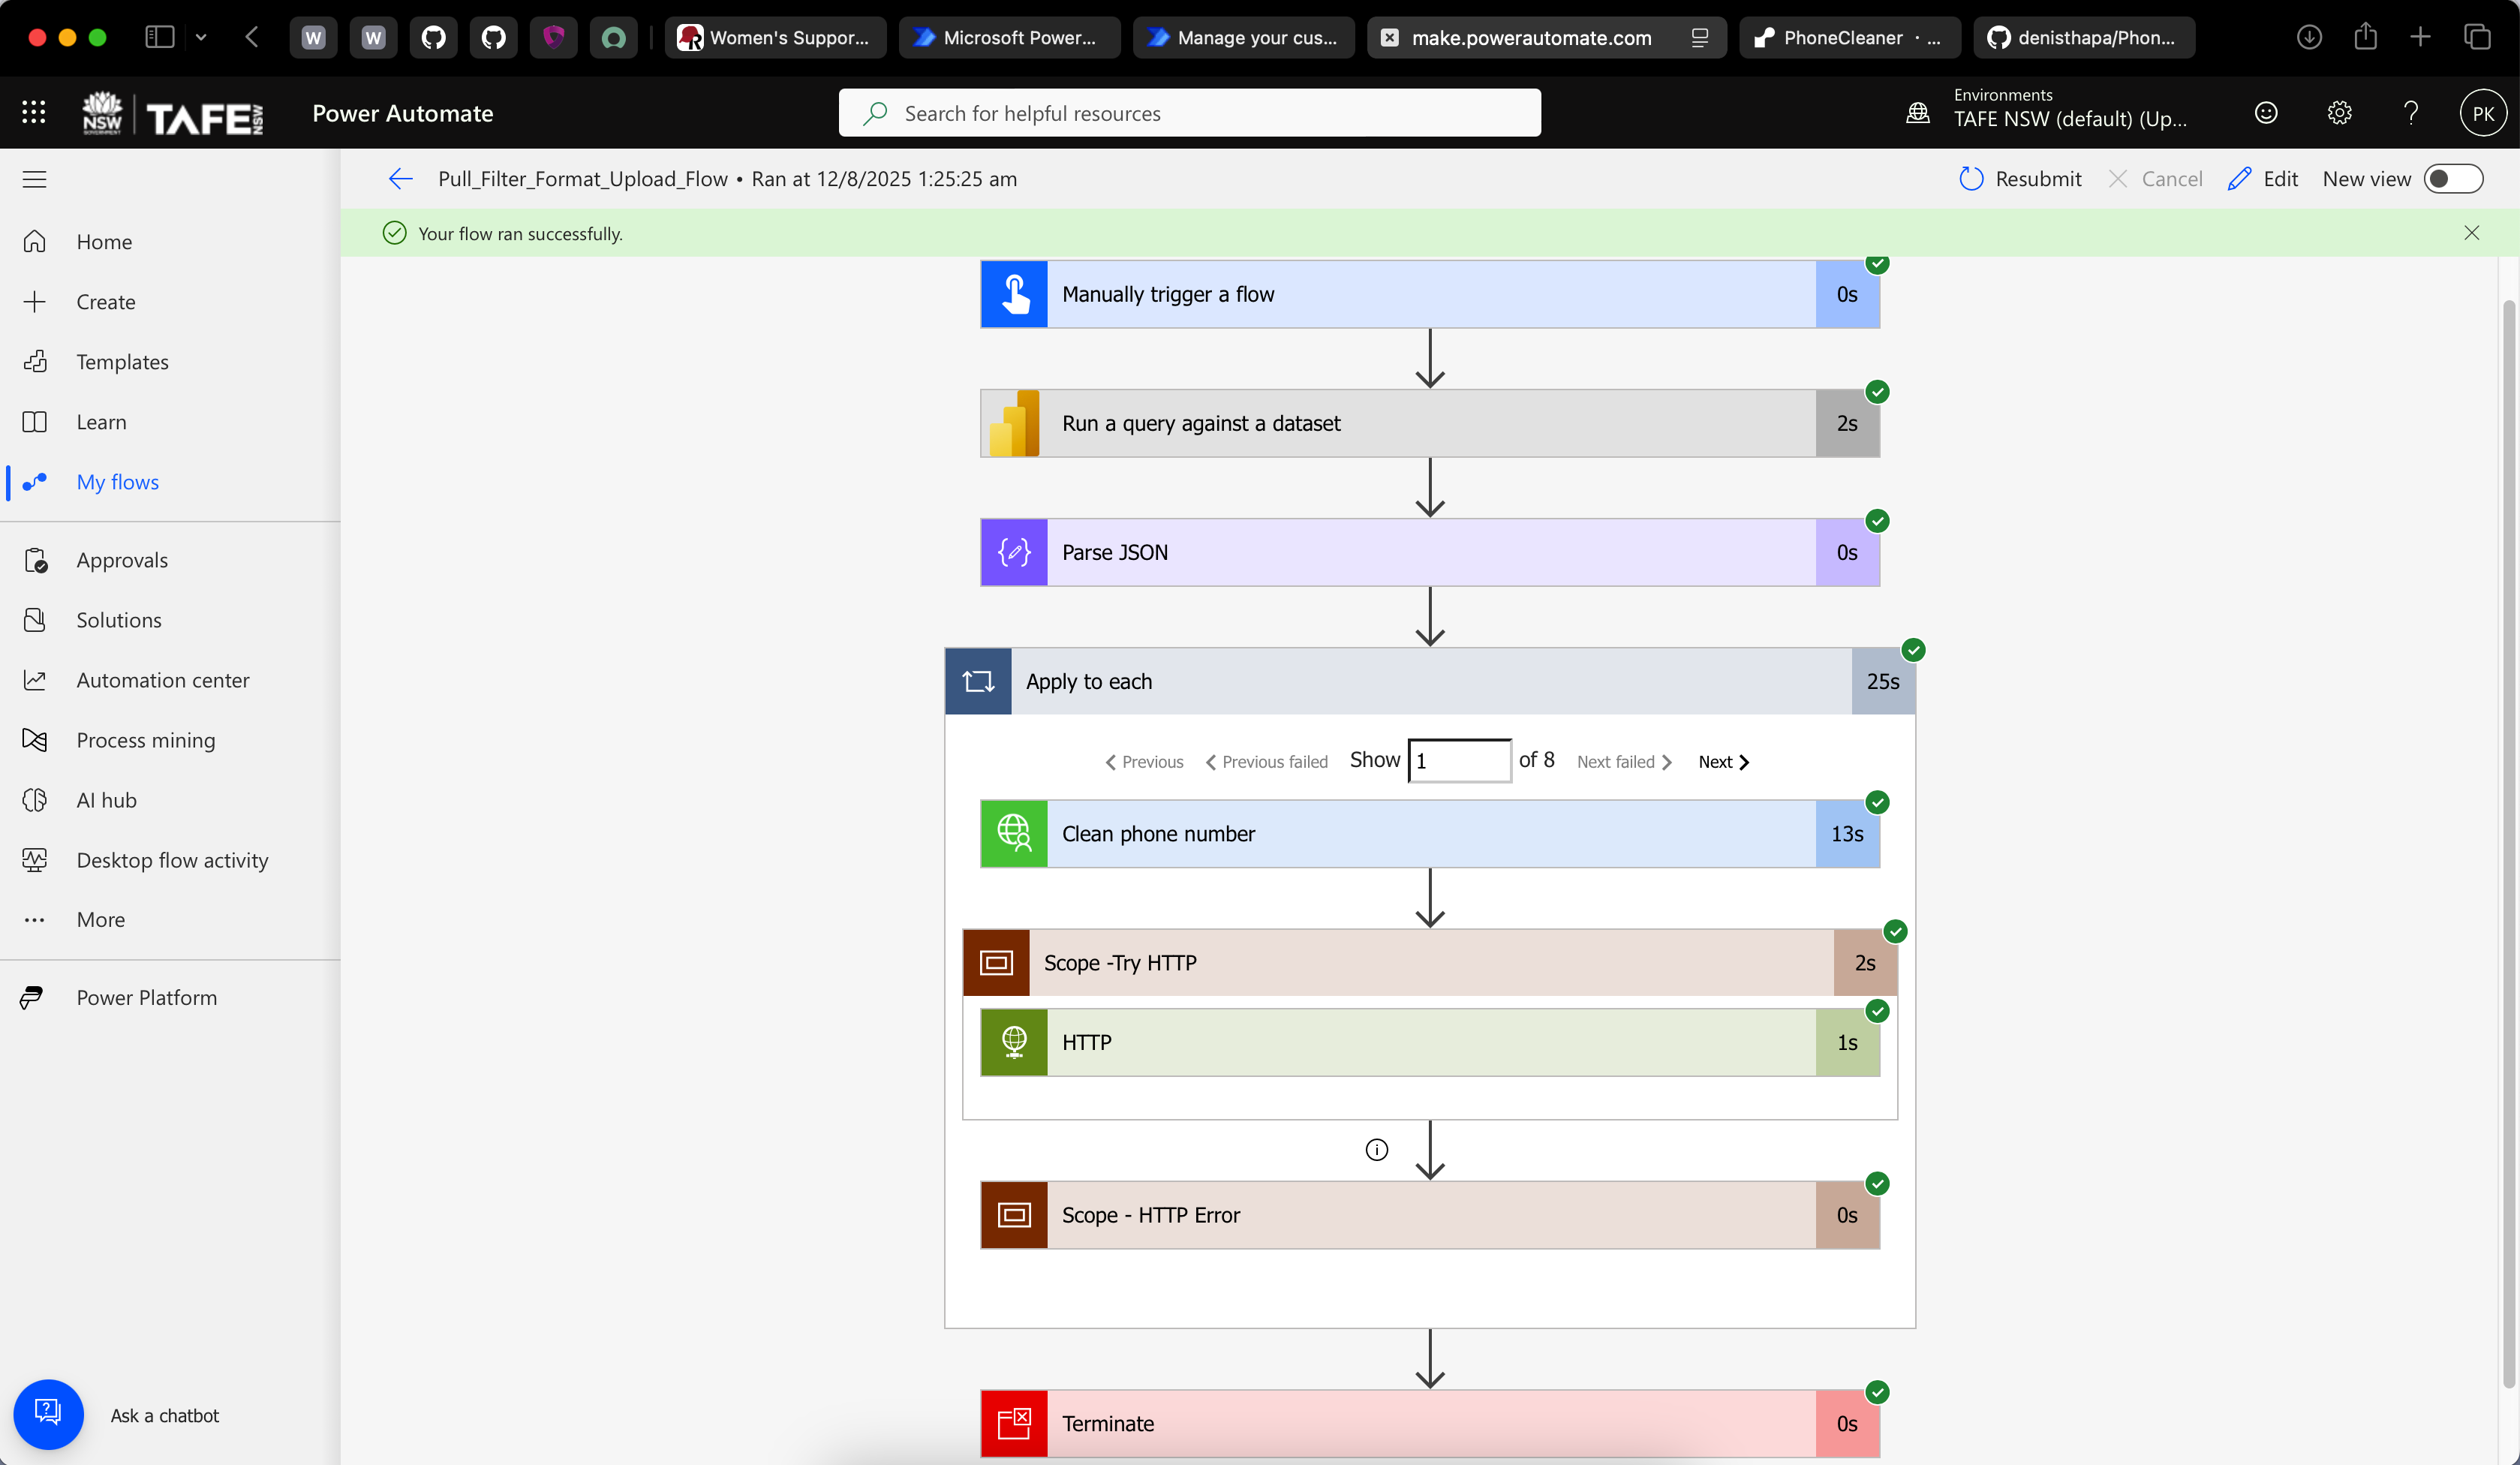 W
W
Women's Suppor...
Microsoft Power...
Manage your cus...
make.powerautomate.com
PhoneCleaner · ...
denisthapa/Phon...
NSW
GOVERNMENT
TAFE NSW
Power Automate
Search for helpful resources
Environments
TAFE NSW (default) (Up...
PK
Pull_Filter_Format_Upload_Flow • Ran at 12/8/2025 1:25:25 am
Resubmit
Cancel
Edit
New view
Your flow ran successfully.
Home
Create
Templates
Learn
My flows
Approvals
Solutions
Automation center
Process mining
AI hub
Desktop flow activity
More
Power Platform
Ask a chatbot
Manually trigger a flow
0s
Run a query against a dataset
2s
Parse JSON
0s
Apply to each
25s
Previous
Previous failed
Show 1 of 8
Next failed
Next
Clean phone number
13s
Scope -Try HTTP
2s
HTTP
1s
Scope - HTTP Error
0s
Terminate
0s